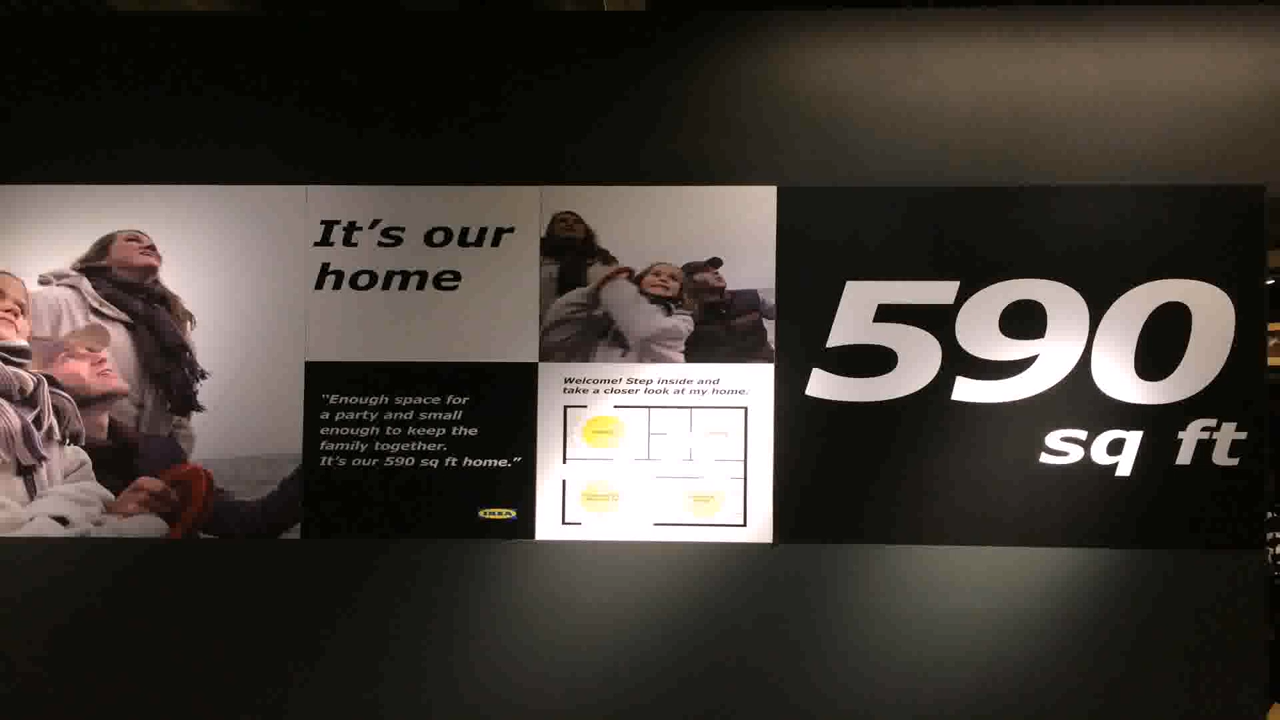 It's our
home
"Enough space for
a party and small
enough to keep the
family together.
It's our 590 sq ft home."
IKEA
Welcome! Step inside and
take a closer look at my home.
590
sq ft